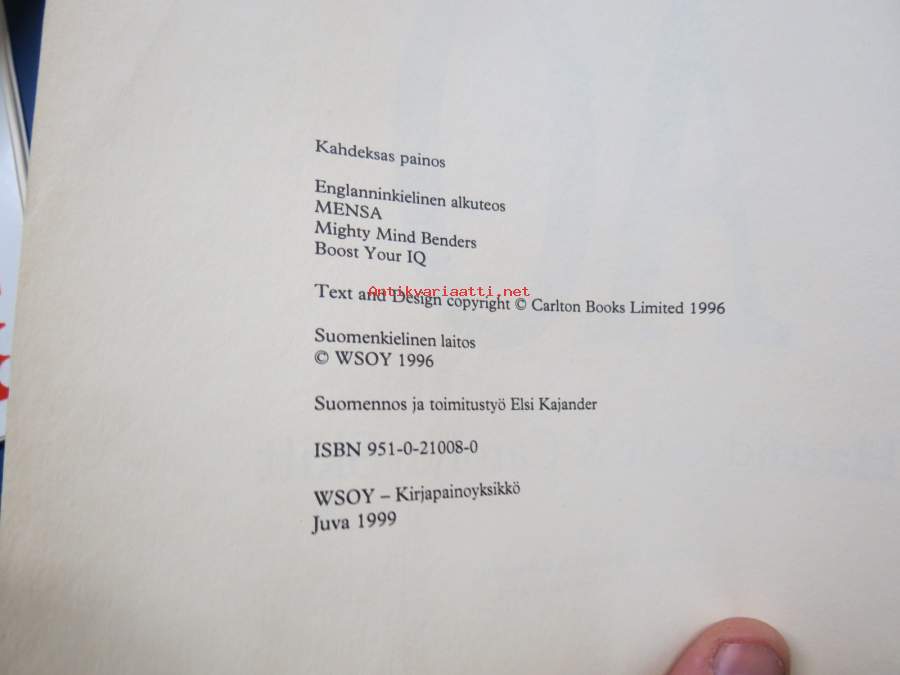 Kahdeksas painos
Englanninkielinen alkuteos
MENSA
Mighty Mind Benders
Boost Your IQ
Antikvariaatti.net
Text and Design copyright © Carlton Books Limited 1996
Suomenkielinen laitos
© WSOY 1996
Suomennos ja toimitustyö Elsi Kajander
ISBN 951-0-21008-0
WSOY – Kirjapainoyksikkö
Juva 1999